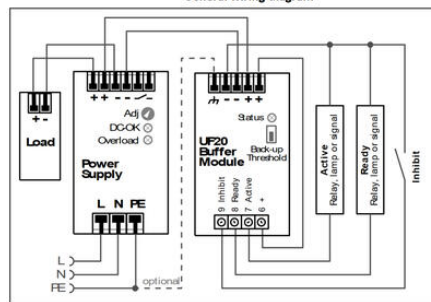 General wiring diagram
+ -
Load
+ + - -
Adj
DC-OK
Overload
Power
Supply
L N PE
- - + +
Status
UF20
Buffer
Module
Back-up
Threshold
9 Inhibit
8 Ready
7 Active
6 +
Active
Relay, lamp or signal
Ready
Relay, lamp or signal
Inhibit
L
N
PE
optional